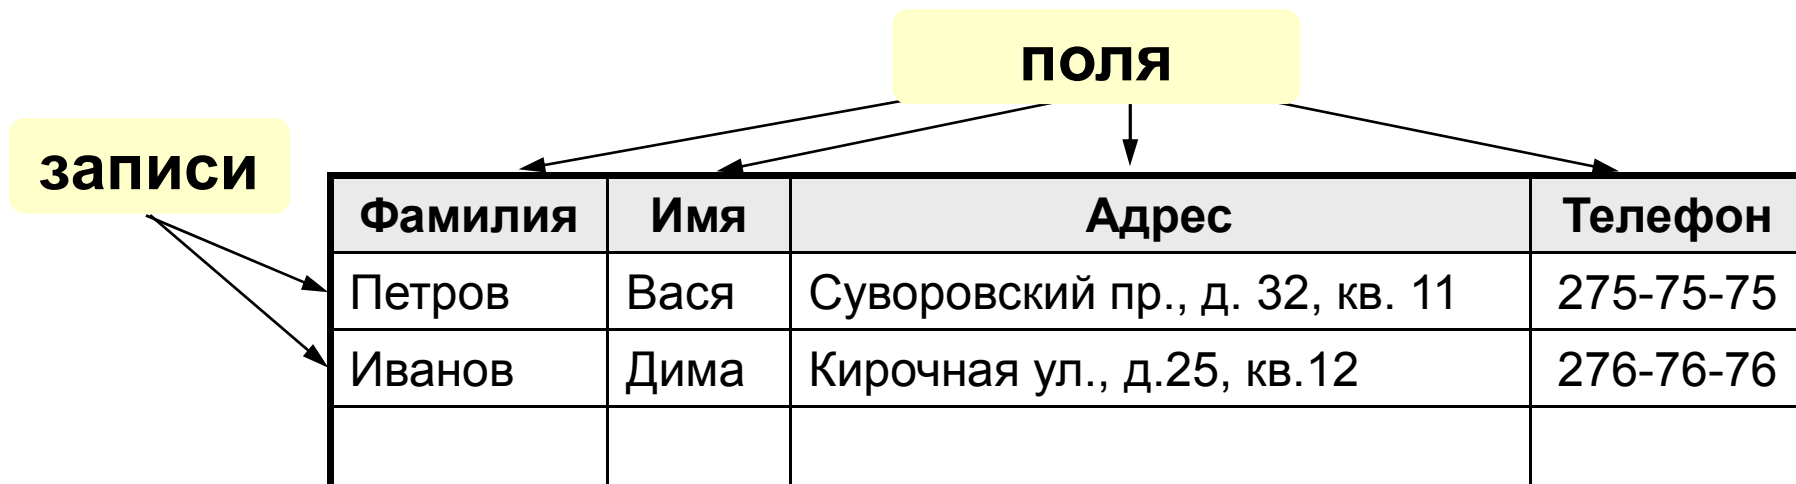 поля
записи
Фамилия Имя Адрес Телефон
Петров Вася Суворовский пр., д. 32, кв. 11 275-75-75
Иванов Дима Кирочная ул., д.25, кв.12 276-76-76